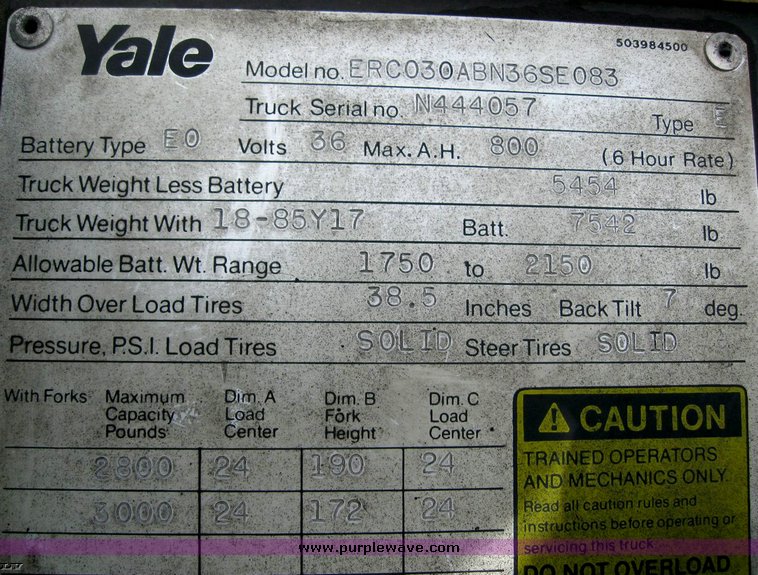 Yale
503984500
Model no. ERC030ABN36SE083
Truck Serial no. N444057 Type E
Battery Type EO Volts 36 Max. A.H. 800 (6 Hour Rate)
Truck Weight Less Battery 5454 lb
Truck Weight With 18-85Y17 Batt. 7542 lb
Allowable Batt. Wt. Range 1750 to 2150 lb
Width Over Load Tires 38.5 Inches Back Tilt 7 deg.
Pressure, P.S.I. Load Tires SOLID Steer Tires SOLID
With Forks Maximum Capacity Pounds Dim. A Load Center Dim. B Fork Height Dim. C Load Center
2800 24 190 24
3000 24 172 24
CAUTION
TRAINED OPERATORS
AND MECHANICS ONLY.
Read all caution rules and
instructions before operating or
servicing this truck.
DO NOT OVERLOAD
www.purplewave.com